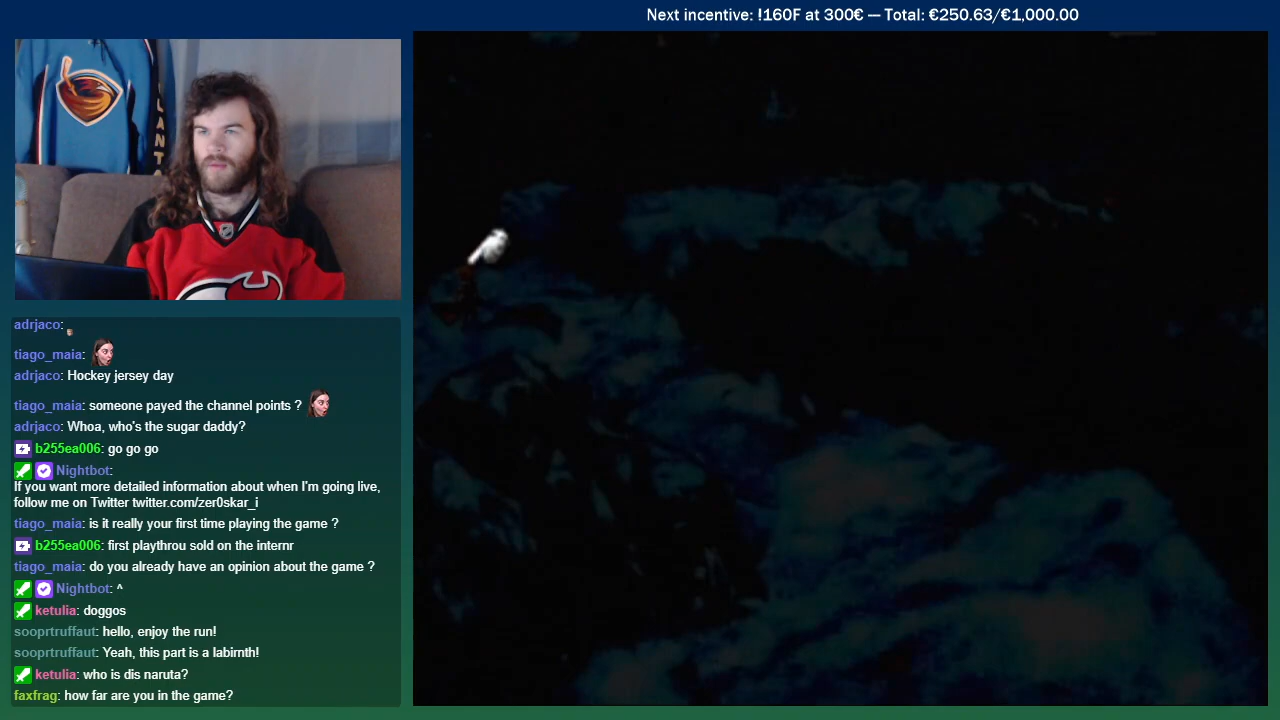 Next incentive: !160F at 300€ — Total: €250.63/€1,000.00
adrjaco:
tiago_maia:
adrjaco: Hockey jersey day
tiago_maia: someone payed the channel points ?
adrjaco: Whoa, who's the sugar daddy?
b255ea006: go go go
Nightbot:
If you want more detailed information about when I'm going live,
follow me on Twitter twitter.com/zer0skar_i
tiago_maia: is it really your first time playing the game ?
b255ea006: first playthrou sold on the internr
tiago_maia: do you already have an opinion about the game ?
Nightbot: ^
ketulia: doggos
sooprtruffaut: hello, enjoy the run!
sooprtruffaut: Yeah, this part is a labirnth!
ketulia: who is dis naruta?
faxfrag: how far are you in the game?